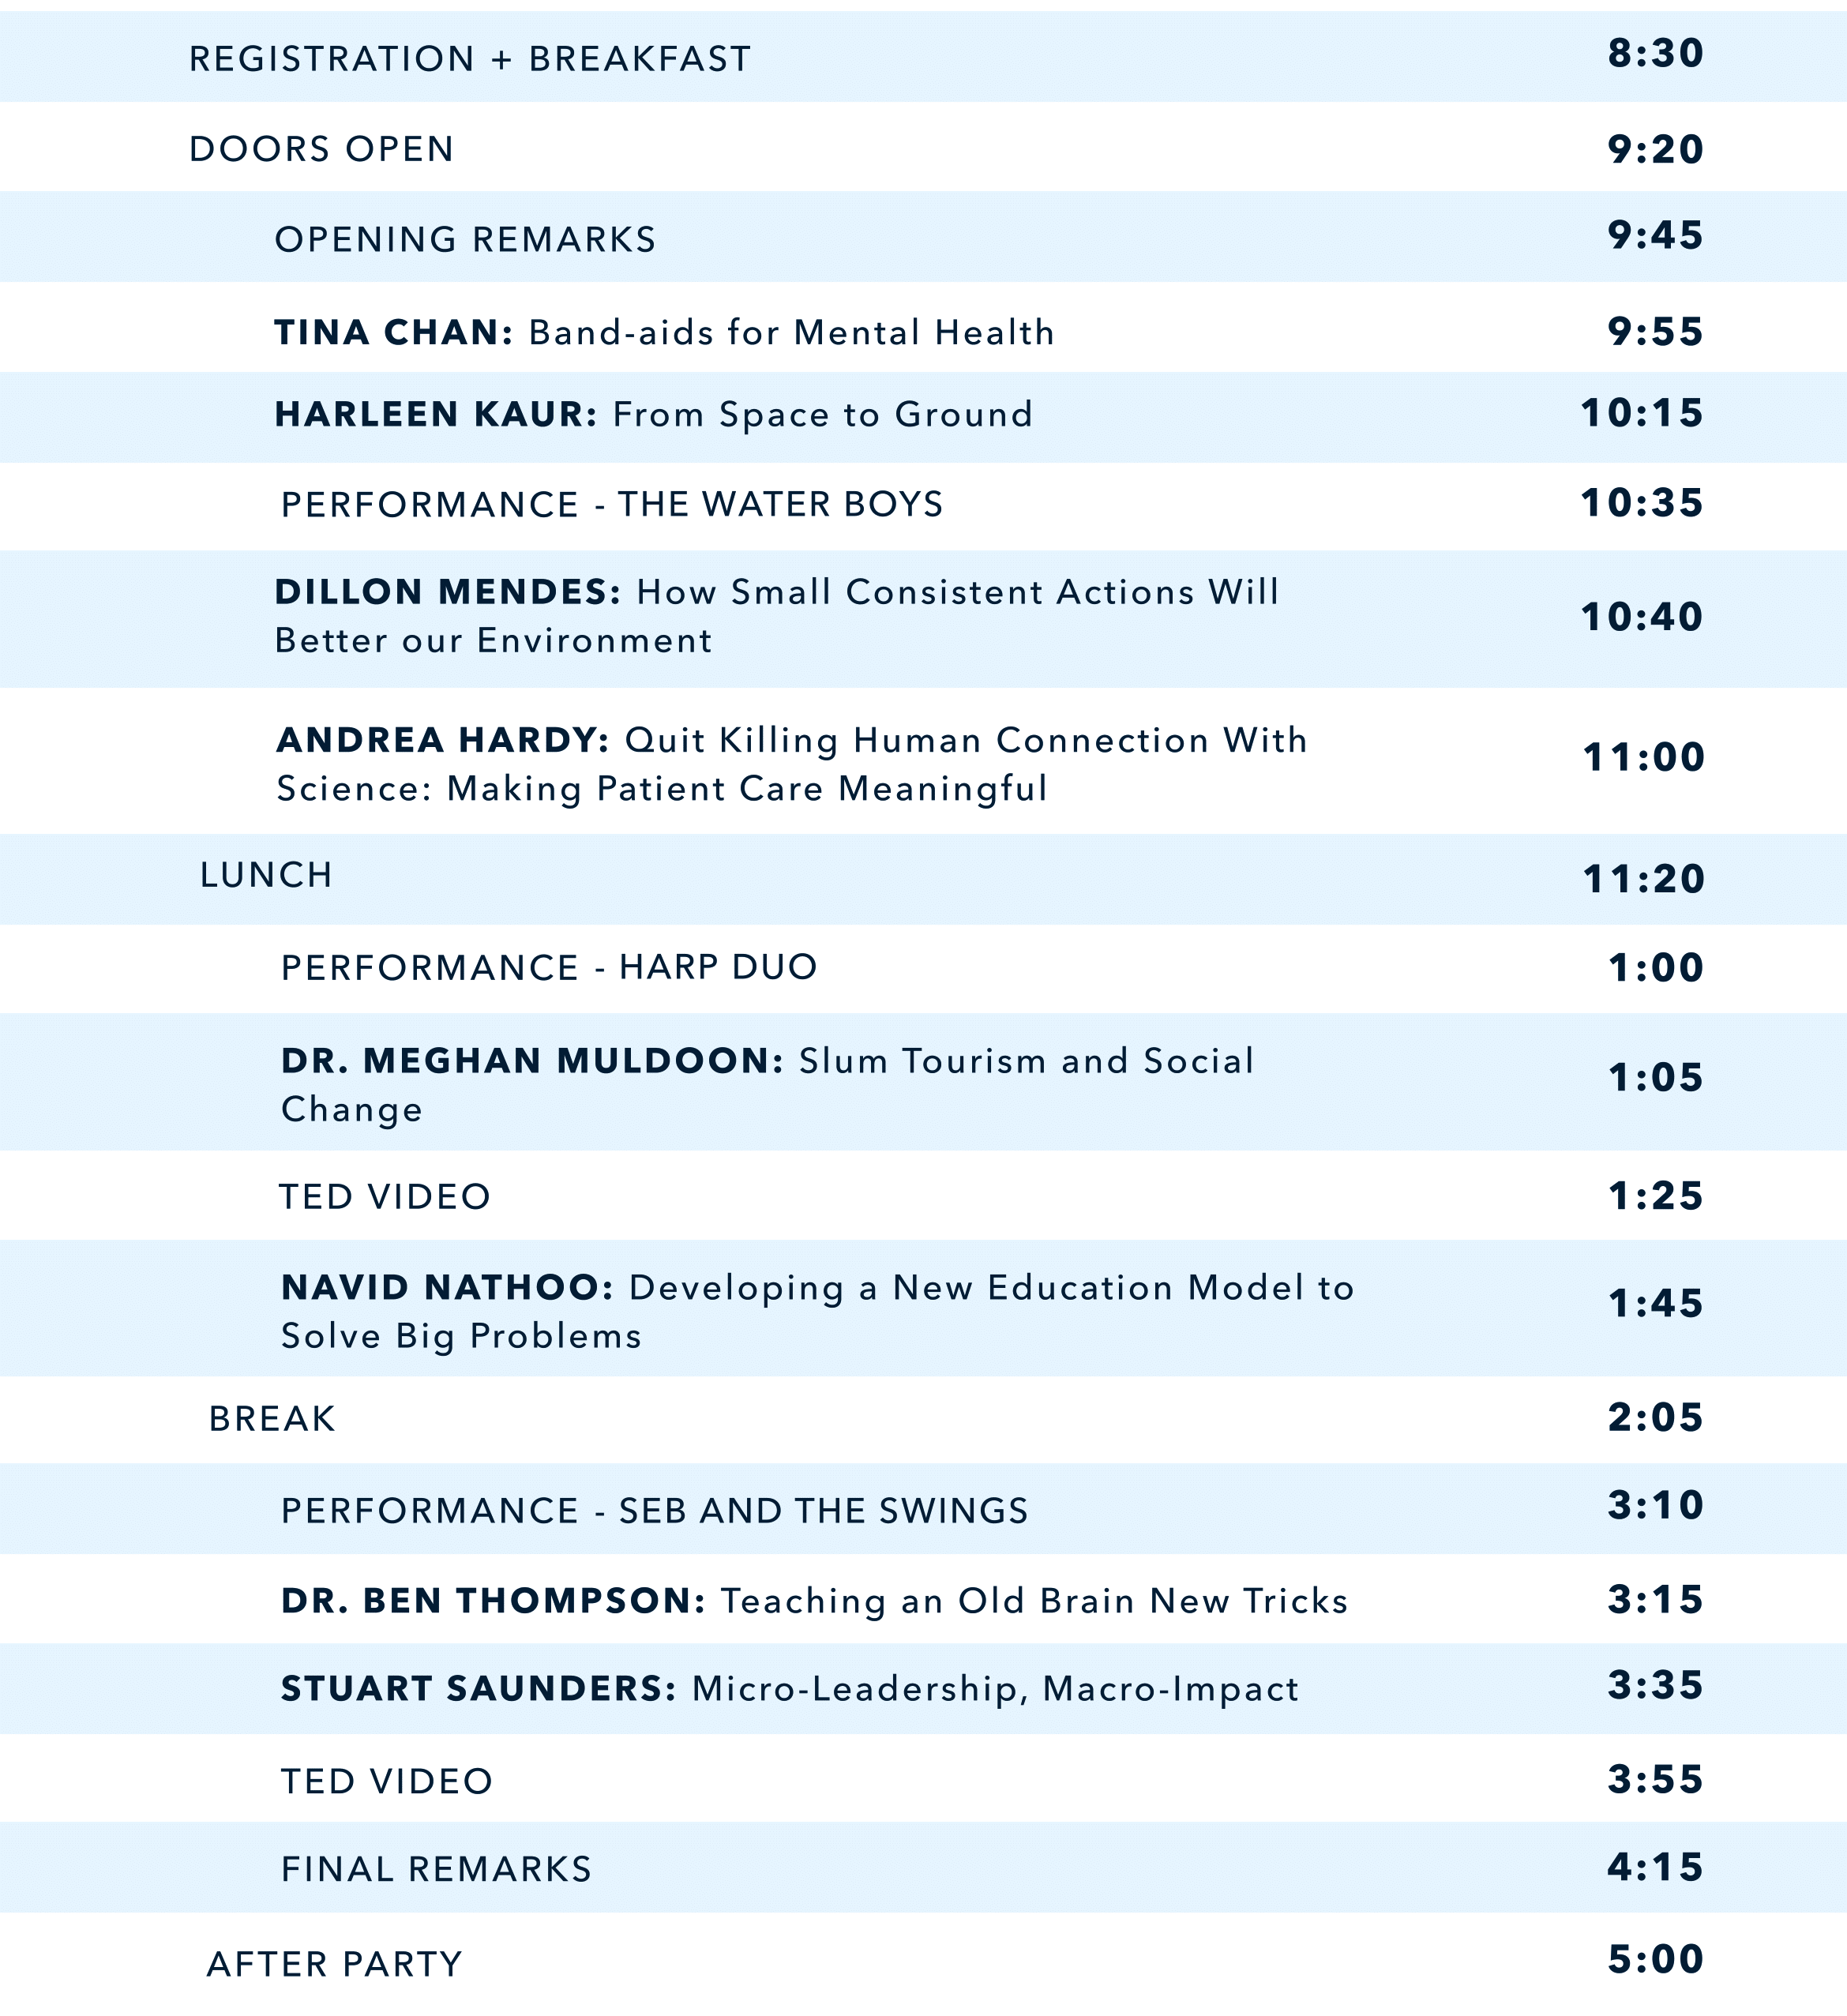 REGISTRATION + BREAKFAST 8:30
DOORS OPEN 9:20
OPENING REMARKS 9:45
TINA CHAN: Band-aids for Mental Health 9:55
HARLEEN KAUR: From Space to Ground 10:15
PERFORMANCE - THE WATER BOYS 10:35
DILLON MENDES: How Small Consistent Actions Will
Better our Environment
10:40
ANDREA HARDY: Quit Killing Human Connection With
Science: Making Patient Care Meaningful
11:00
LUNCH 11:20
PERFORMANCE - HARP DUO 1:00
DR. MEGHAN MULDOON: Slum Tourism and Social
Change
1:05
TED VIDEO 1:25
NAVID NATHOO: Developing a New Education Model to
Solve Big Problems
1:45
BREAK 2:05
PERFORMANCE - SEB AND THE SWINGS 3:10
DR. BEN THOMPSON: Teaching an Old Brain New Tricks 3:15
STUART SAUNDERS: Micro-Leadership, Macro-Impact 3:35
TED VIDEO 3:55
FINAL REMARKS 4:15
AFTER PARTY 5:00